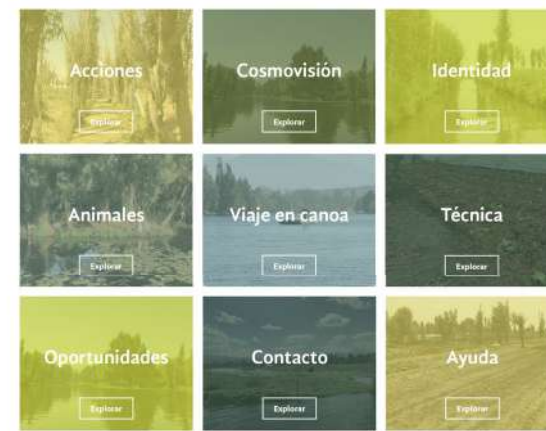 Acciones
Cosmovisión
Identidad
Explorar
Explorar
Explorar
Animales
Viaje en canoa
Técnica
Explorar
Explorar
Explorar
Oportunidades
Contacto
Ayuda
Explorar
Explorar
Explorar